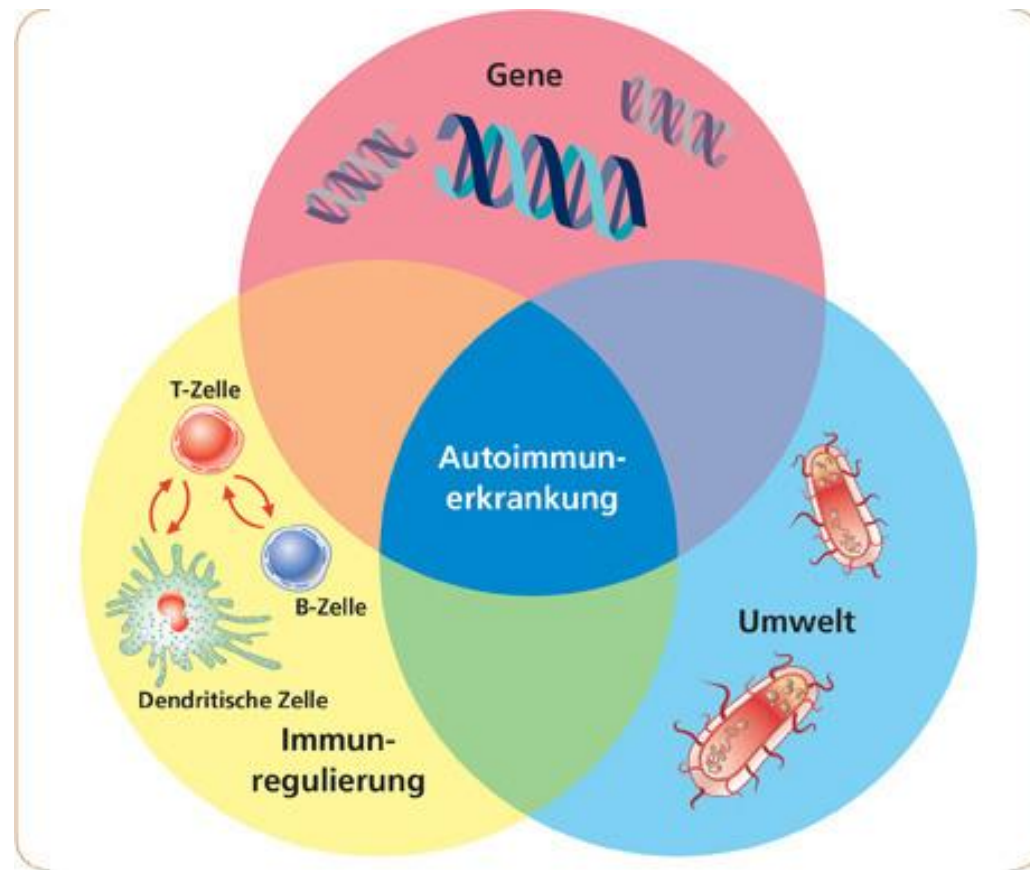 Gene
T-Zelle
B-Zelle
Dendritische Zelle
Immun-
regulierung
Autoimmun-
erkrankung
Umwelt